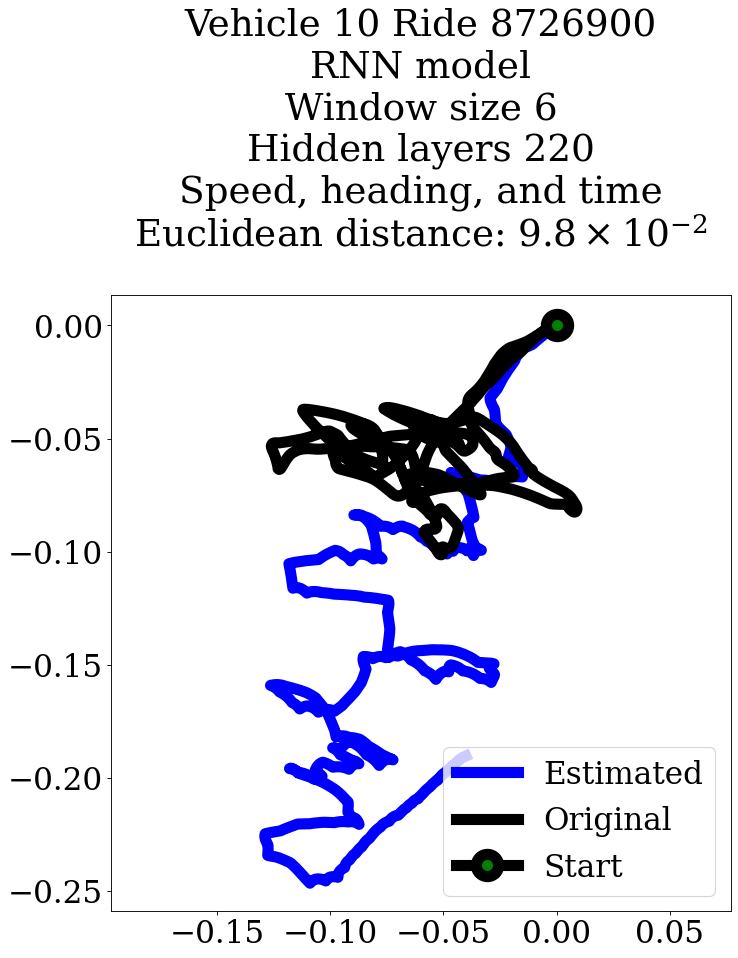 Vehicle 10 Ride 8726900
RNN model
Window size 6
Hidden layers 220
Speed, heading, and time
Euclidean distance: 9.8 × 10⁻²
0.00
−0.05
−0.10
−0.15
−0.20
−0.25
Estimated
Original
Start
−0.15 −0.10 −0.05 0.00 0.05